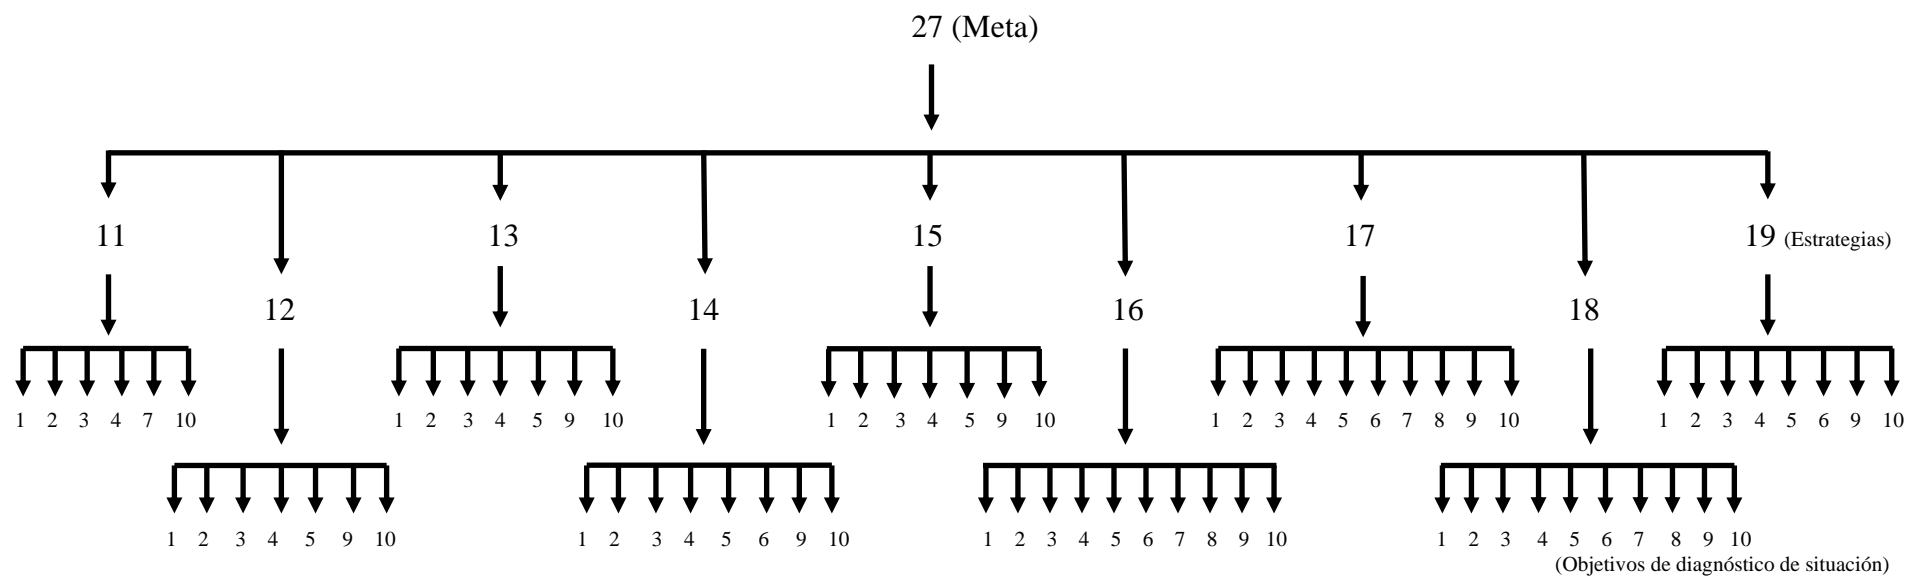 27 (Meta)
11 13 15 17 19 (Estrategias)
12 14 16 18
1 2 3 4 7 10 1 2 3 4 5 9 10 1 2 3 4 5 9 10 1 2 3 4 5 6 7 8 9 10 1 2 3 4 5 6 9 10
1 2 3 4 5 9 10 1 2 3 4 5 6 9 10 1 2 3 4 5 6 7 8 9 10 1 2 3 4 5 6 7 8 9 10
(Objetivos de diagnóstico de situación)